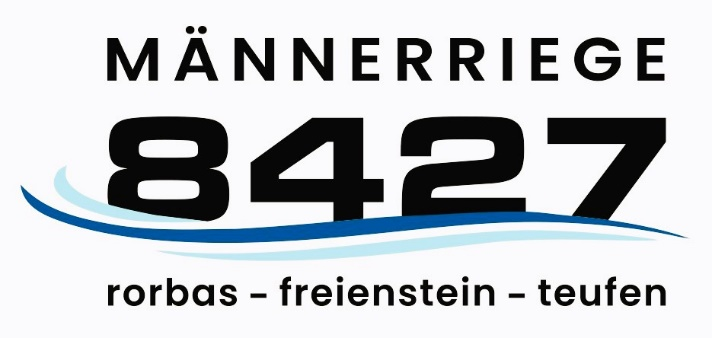 MÄNNERRIEGE
8427
rorbas – freienstein – teufen